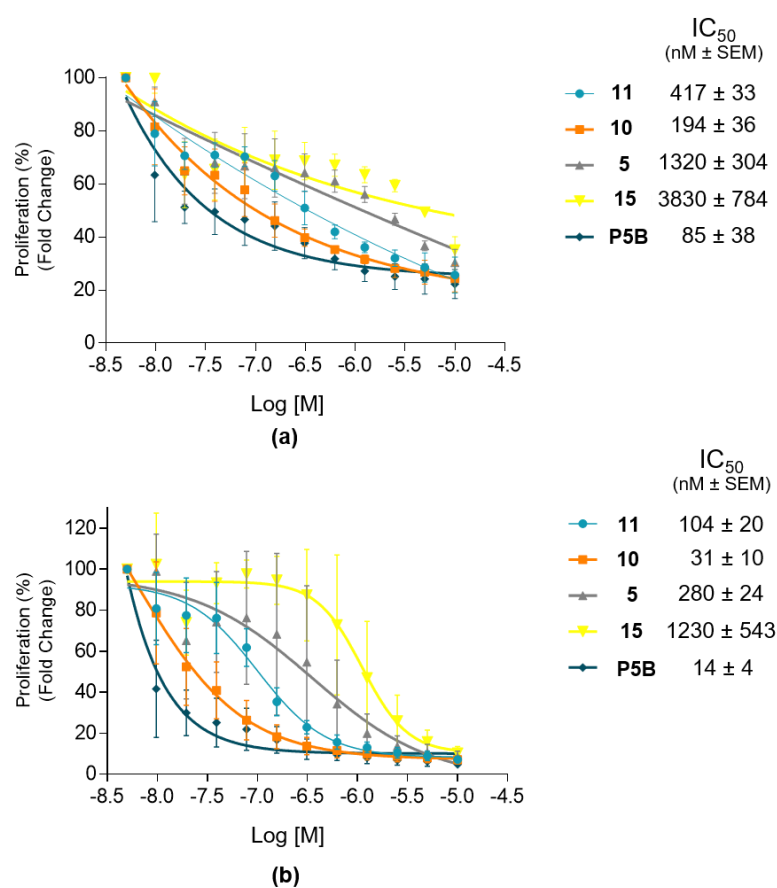 IC50
(nM ± SEM)
11 417 ± 33
10 194 ± 36
5 1320 ± 304
15 3830 ± 784
P5B 85 ± 38
Proliferation (%)
(Fold Change)
100
80
60
40
20
0
-8.5 -8.0 -7.5 -7.0 -6.5 -6.0 -5.5 -5.0 -4.5
Log [M]
(a)
IC50
(nM ± SEM)
11 104 ± 20
10 31 ± 10
5 280 ± 24
15 1230 ± 543
P5B 14 ± 4
Proliferation (%)
(Fold Change)
120
100
80
60
40
20
0
-8.5 -8.0 -7.5 -7.0 -6.5 -6.0 -5.5 -5.0 -4.5
Log [M]
(b)